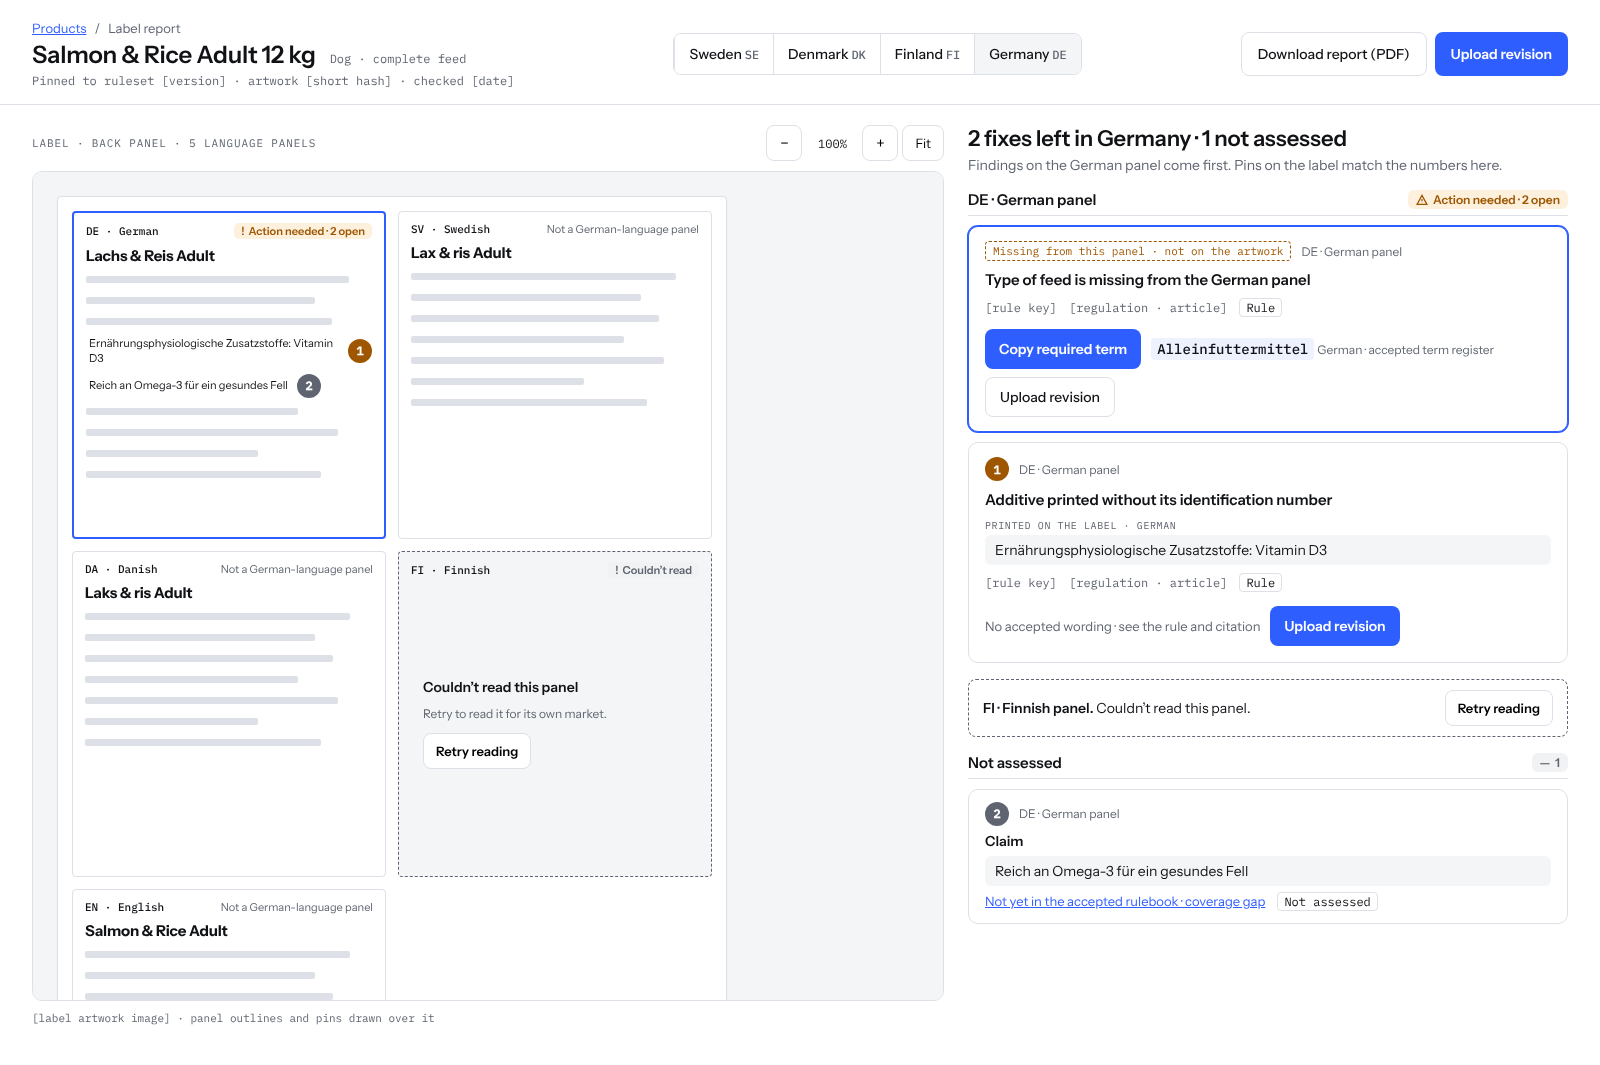 Products / Label report
Salmon & Rice Adult 12 kg Dog · complete feed
Pinned to ruleset [version] · artwork [short hash] · checked [date]
Sweden SE Denmark DK Finland FI Germany DE
Download report (PDF) Upload revision
LABEL · BACK PANEL · 5 LANGUAGE PANELS
− 100% + Fit
DE · German ! Action needed · 2 open
Lachs & Reis Adult
Ernährungsphysiologische Zusatzstoffe: Vitamin
D3
1
Reich an Omega-3 für ein gesundes Fell 2
SV · Swedish Not a German-language panel
Lax & ris Adult
DA · Danish Not a German-language panel
Laks & ris Adult
FI · Finnish ! Couldn’t read
Couldn’t read this panel
Retry to read it for its own market.
Retry reading
EN · English Not a German-language panel
Salmon & Rice Adult
[label artwork image] · panel outlines and pins drawn over it
2 fixes left in Germany · 1 not assessed
Findings on the German panel come first. Pins on the label match the numbers here.
DE · German panel Action needed · 2 open
Missing from this panel · not on the artwork DE · German panel
Type of feed is missing from the German panel
[rule key] [regulation · article] Rule
Copy required term Alleinfuttermittel German · accepted term register
Upload revision
1 DE · German panel
Additive printed without its identification number
PRINTED ON THE LABEL · GERMAN
Ernährungsphysiologische Zusatzstoffe: Vitamin D3
[rule key] [regulation · article] Rule
No accepted wording · see the rule and citation Upload revision
FI · Finnish panel. Couldn’t read this panel. Retry reading
Not assessed — 1
2 DE · German panel
Claim
Reich an Omega-3 für ein gesundes Fell
Not yet in the accepted rulebook · coverage gap Not assessed